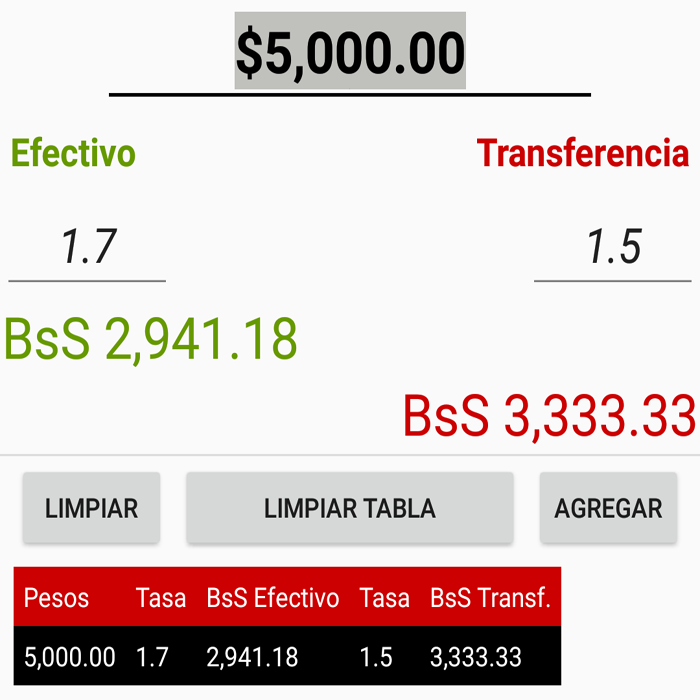 $5,000.00
Efectivo Transferencia
1.7 1.5
BsS 2,941.18
BsS 3,333.33
LIMPIAR LIMPIAR TABLA AGREGAR
Pesos Tasa BsS Efectivo Tasa BsS Transf.
5,000.00 1.7 2,941.18 1.5 3,333.33